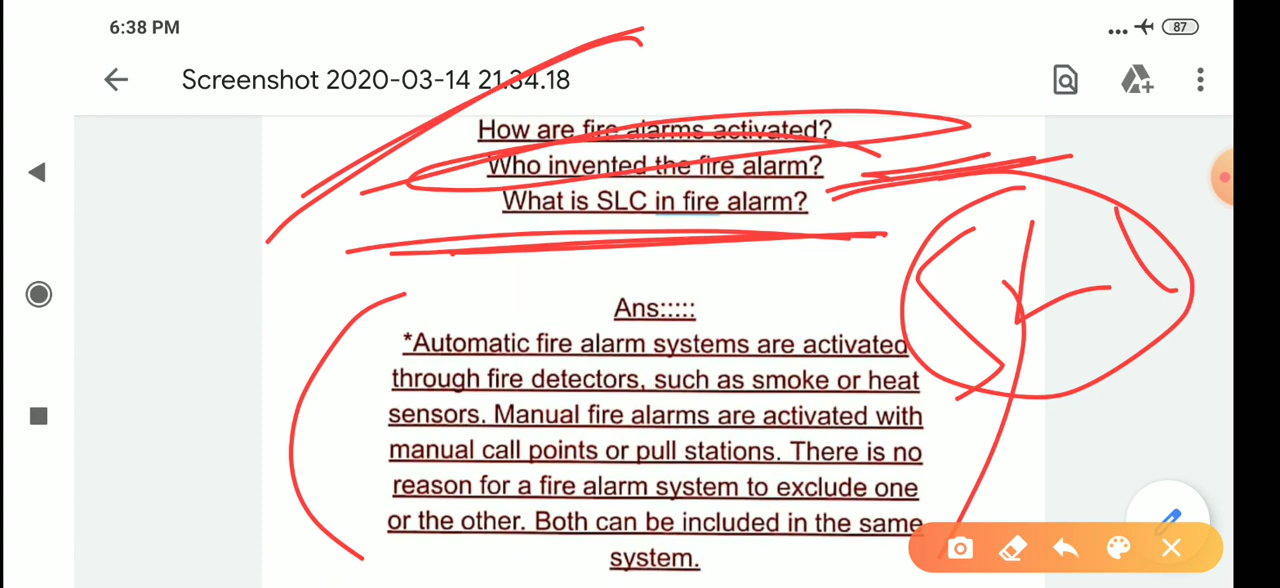 6:38 PM
87
Screenshot 2020-03-14 21.34.18
How are fire alarms activated?
Who invented the fire alarm?
What is SLC in fire alarm?
Ans:::::
*Automatic fire alarm systems are activated
through fire detectors, such as smoke or heat
sensors. Manual fire alarms are activated with
manual call points or pull stations. There is no
reason for a fire alarm system to exclude one
or the other. Both can be included in the same
system.